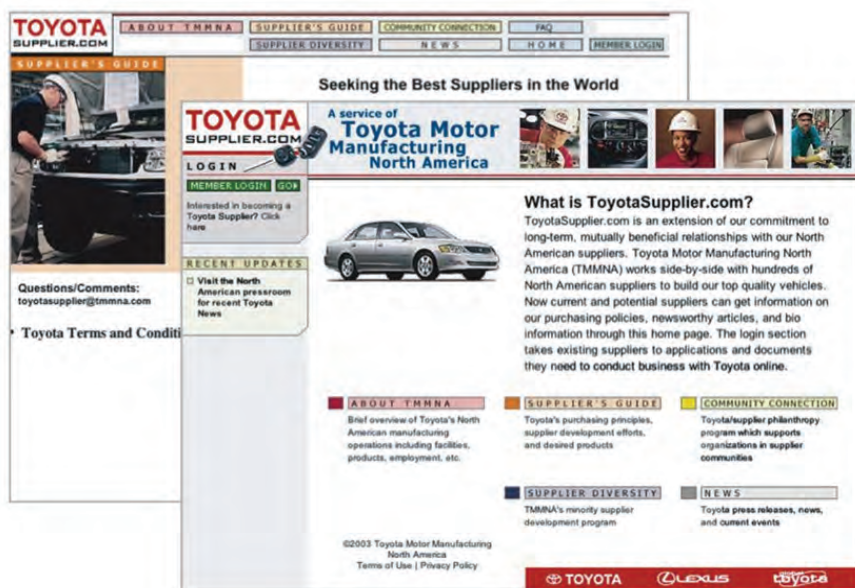 TOYOTA
SUPPLIER.COM
ABOUT TMMNA
SUPPLIER'S GUIDE
COMMUNITY CONNECTION
FAQ
SUPPLIER DIVERSITY
NEWS
HOME
MEMBER LOGIN
SUPPLIER'S GUIDE
Seeking the Best Suppliers in the World
Questions/Comments:
toyotasupplier@tmmna.com
• Toyota Terms and Conditi
TOYOTA
SUPPLIER.COM
LOGIN
MEMBER LOGIN GO
Interested in becoming a
Toyota Supplier? Click
here
RECENT UPDATES
Visit the North
American pressroom
for recent Toyota
News
A service of
Toyota Motor
Manufacturing
North America
What is ToyotaSupplier.com?
ToyotaSupplier.com is an extension of our commitment to
long-term, mutually beneficial relationships with our North
American suppliers. Toyota Motor Manufacturing North
America (TMMNA) works side-by-side with hundreds of
North American suppliers to build our top quality vehicles.
Now current and potential suppliers can get information on
our purchasing policies, newsworthy articles, and bio
information through this home page. The login section
takes existing suppliers to applications and documents
they need to conduct business with Toyota online.
ABOUT TMMNA
Brief overview of Toyota's North
American manufacturing
operations including facilities,
products, employment, etc.
SUPPLIER'S GUIDE
Toyota's purchasing principles,
supplier development efforts,
and desired products
COMMUNITY CONNECTION
Toyota/supplier philanthropy
program which supports
organizations in supplier
communities
SUPPLIER DIVERSITY
TMMNA's minority supplier
development program
NEWS
Toyota press releases, news,
and current events
©2003 Toyota Motor Manufacturing
North America
Terms of Use | Privacy Policy
TOYOTA
LEXUS
toyota